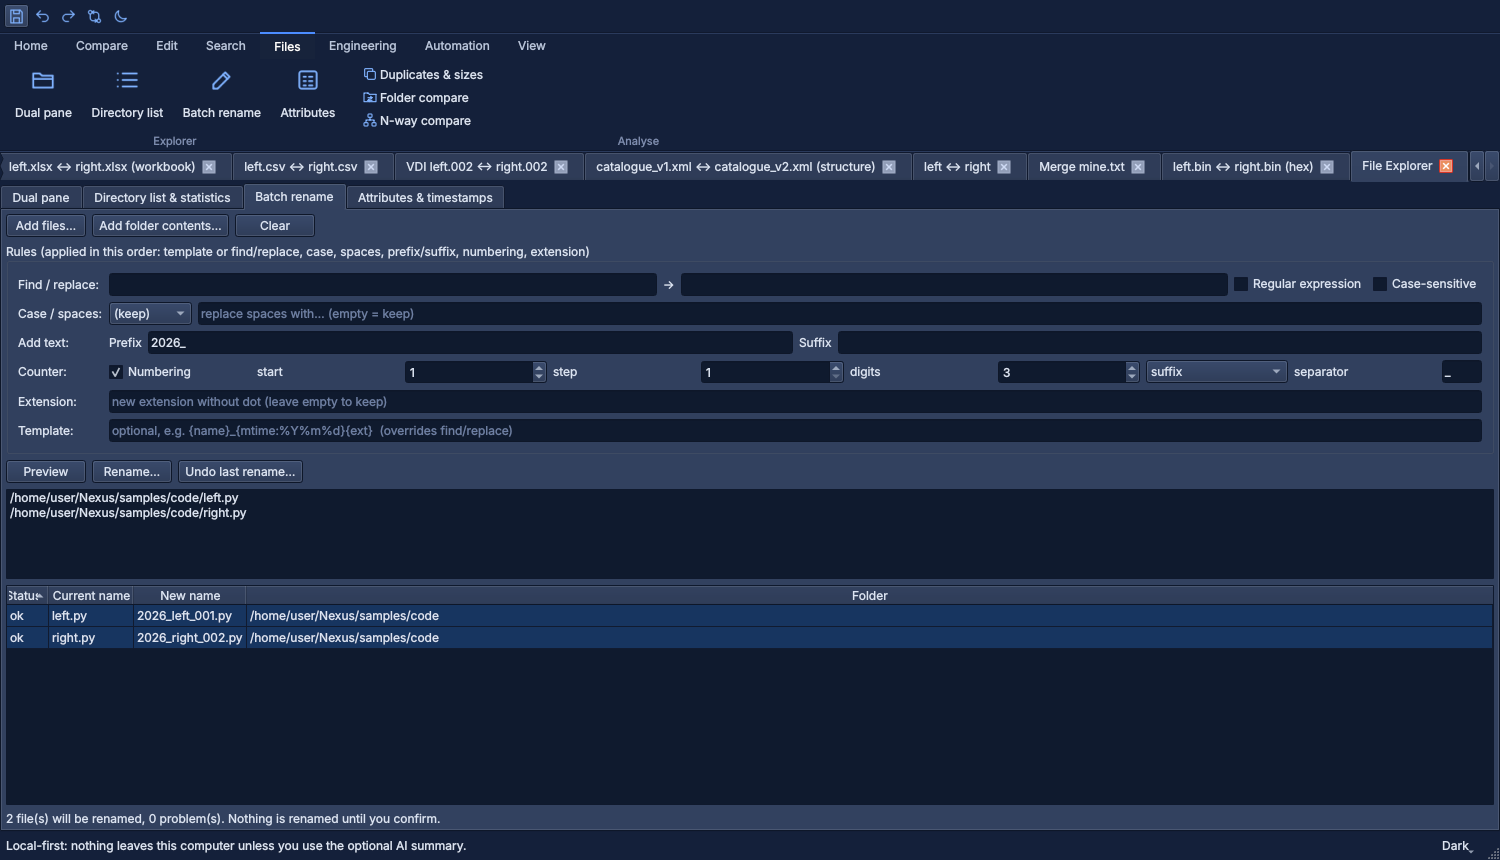 Home Compare Edit Search Files Engineering Automation View
Dual pane Directory list Batch rename Attributes
Duplicates & sizes
Folder compare
N-way compare
Explorer Analyse
left.xlsx ↔ right.xlsx (workbook) left.csv ↔ right.csv VDI left.002 ↔ right.002 catalogue_v1.xml ↔ catalogue_v2.xml (structure) left ↔ right Merge mine.txt left.bin ↔ right.bin (hex) File Explorer
Dual pane Directory list & statistics Batch rename Attributes & timestamps
Add files... Add folder contents... Clear
Rules (applied in this order: template or find/replace, case, spaces, prefix/suffix, numbering, extension)
Find / replace: → Regular expression Case-sensitive
Case / spaces: (keep) replace spaces with... (empty = keep)
Add text: Prefix 2026_ Suffix
Counter: Numbering start 1 step 1 digits 3 suffix separator _
Extension: new extension without dot (leave empty to keep)
Template: optional, e.g. {name}_{mtime:%Y%m%d}{ext} (overrides find/replace)
Preview Rename... Undo last rename...
/home/user/Nexus/samples/code/left.py
/home/user/Nexus/samples/code/right.py
Status Current name New name Folder
ok left.py 2026_left_001.py /home/user/Nexus/samples/code
ok right.py 2026_right_002.py /home/user/Nexus/samples/code
2 file(s) will be renamed, 0 problem(s). Nothing is renamed until you confirm.
Local-first: nothing leaves this computer unless you use the optional AI summary. Dark